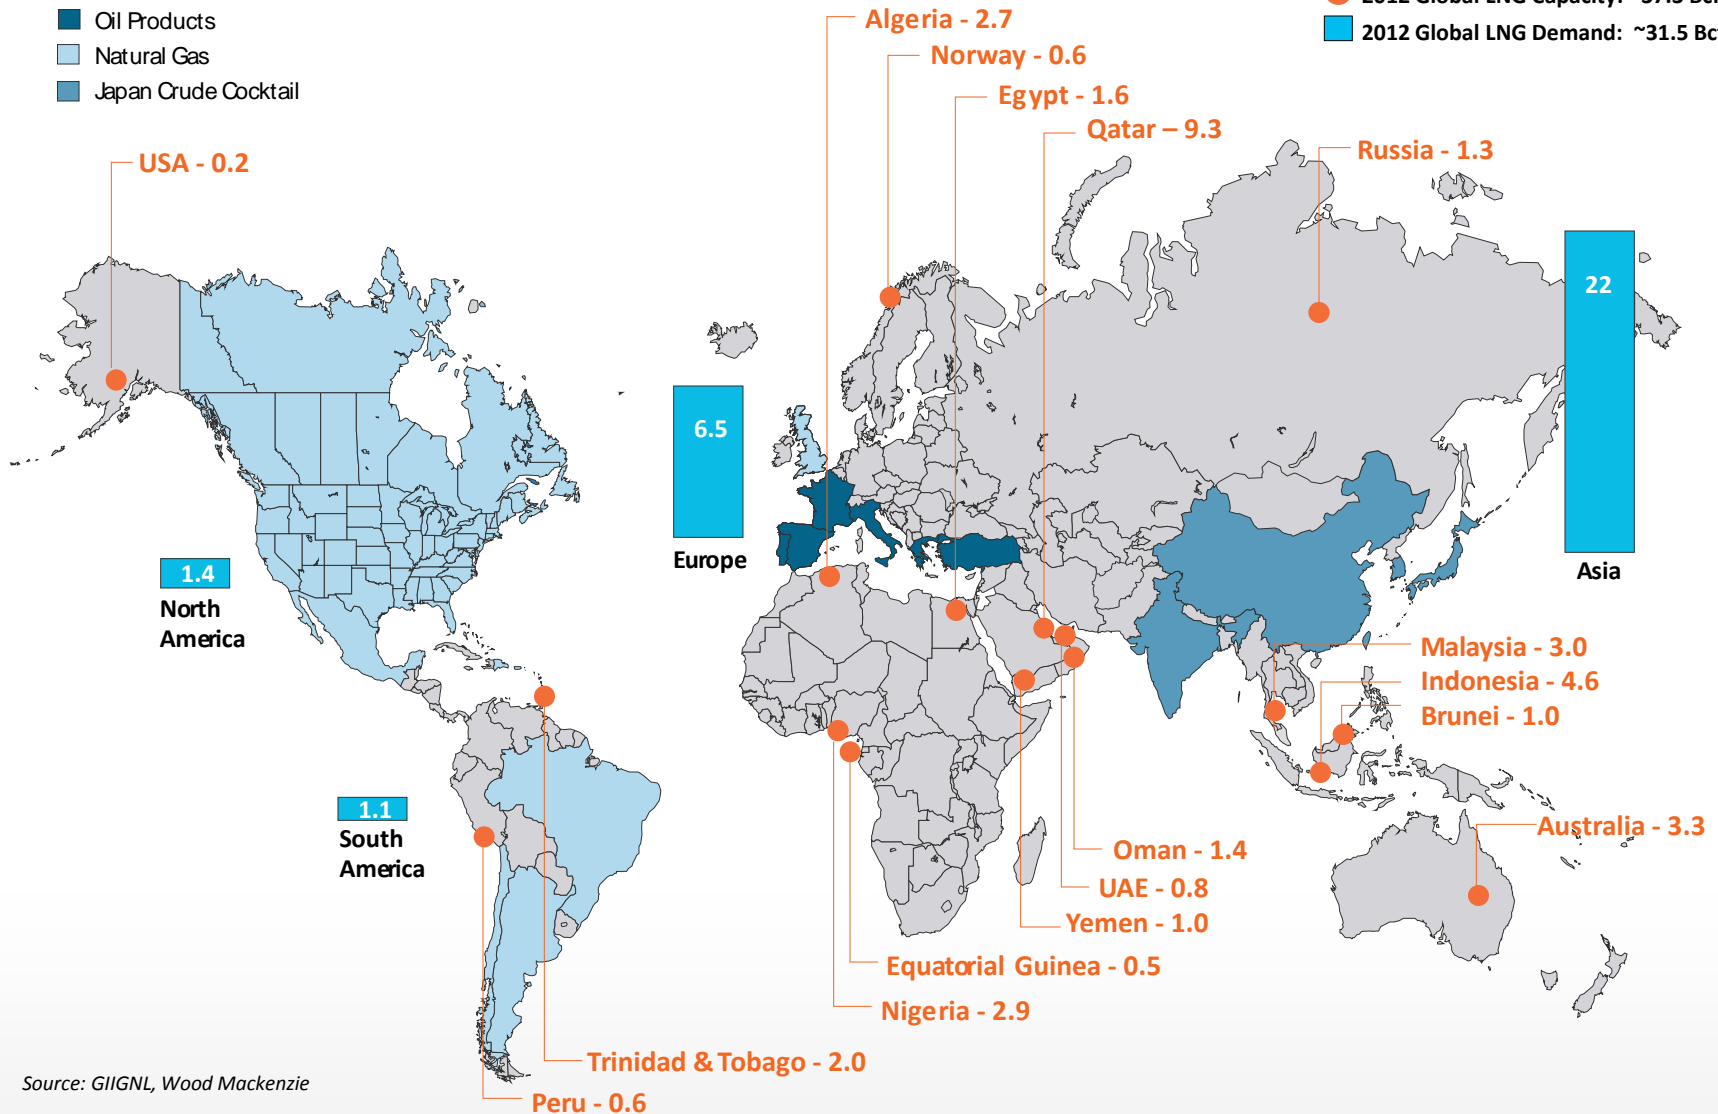 Oil Products
Natural Gas
Japan Crude Cocktail
2012 Global LNG Demand: ~31.5
Algeria - 2.7
Norway - 0.6
Egypt - 1.6
Qatar – 9.3
Russia - 1.3
USA - 0.2
22
Asia
6.5
Europe
1.4
North
America
1.1
South
America
Malaysia - 3.0
Indonesia - 4.6
Brunei - 1.0
Australia - 3.3
Oman - 1.4
UAE - 0.8
Yemen - 1.0
Equatorial Guinea - 0.5
Nigeria - 2.9
Trinidad & Tobago - 2.0
Peru - 0.6
Source: GIIGNL, Wood Mackenzie